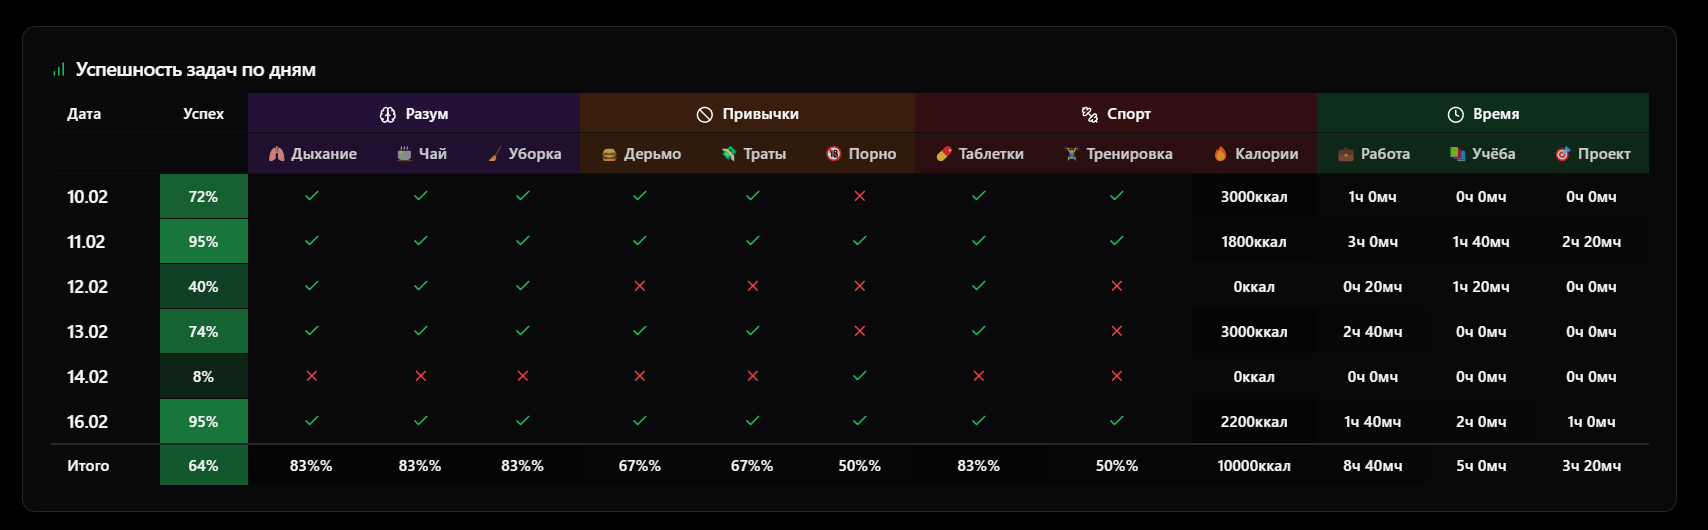 Успешность задач по дням
Дата Успех Разум Привычки Спорт Время
Дыхание Чай Уборка Дерьмо Траты Порно Таблетки Тренировка Калории Работа Учёба Проект
10.02 72% ✓ ✓ ✓ ✓ ✓ ✕ ✓ ✓ 3000ккал 1ч 0мч 0ч 0мч 0ч 0мч
11.02 95% ✓ ✓ ✓ ✓ ✓ ✓ ✓ ✓ 1800ккал 3ч 0мч 1ч 40мч 2ч 20мч
12.02 40% ✓ ✓ ✓ ✕ ✕ ✕ ✓ ✕ 0ккал 0ч 20мч 1ч 20мч 0ч 0мч
13.02 74% ✓ ✓ ✓ ✓ ✓ ✕ ✓ ✕ 3000ккал 2ч 40мч 0ч 0мч 0ч 0мч
14.02 8% ✕ ✕ ✕ ✕ ✕ ✓ ✕ ✕ 0ккал 0ч 0мч 0ч 0мч 0ч 0мч
16.02 95% ✓ ✓ ✓ ✓ ✓ ✓ ✓ ✓ 2200ккал 1ч 40мч 2ч 0мч 1ч 0мч
Итого 64% 83%% 83%% 83%% 67%% 67%% 50%% 83%% 50%% 10000ккал 8ч 40мч 5ч 0мч 3ч 20мч